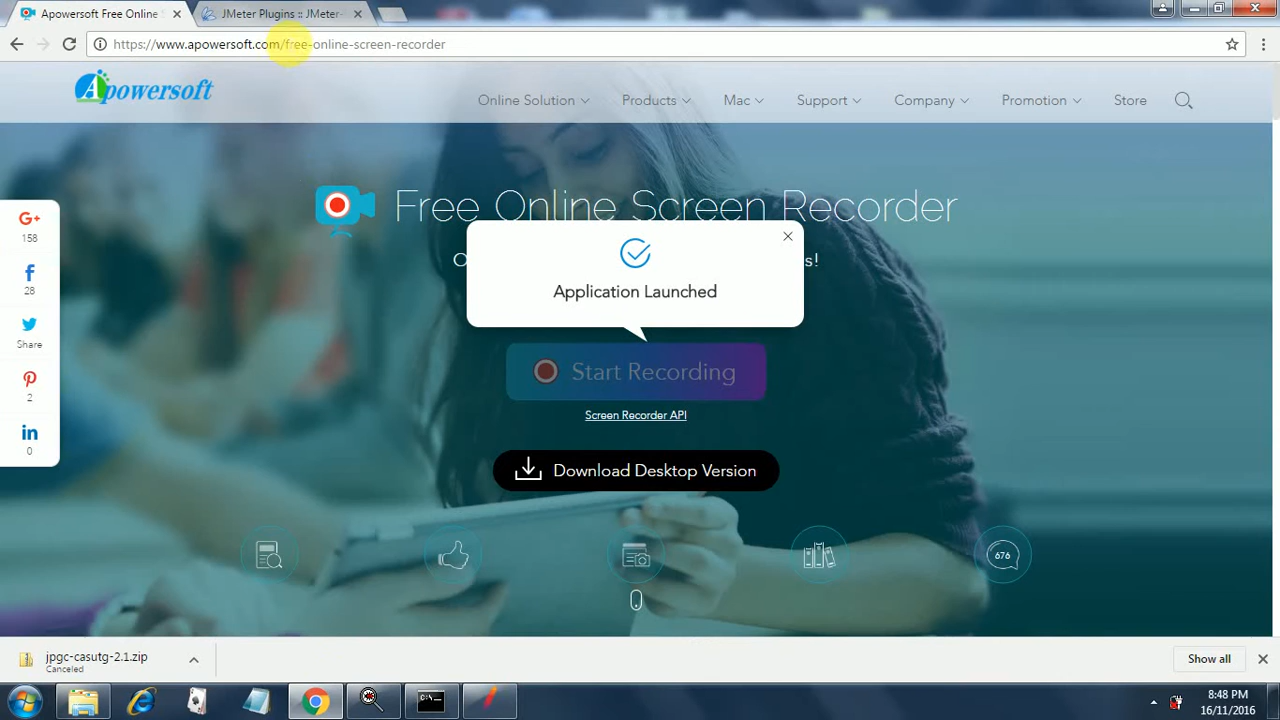 Apowersoft Free Online
JMeter Plugins :: JMeter-
https://www.apowersoft.com/free-online-screen-recorder
Apowersoft
Online Solution
Products
Mac
Support
Company
Promotion
Store
Free Online Screen Recorder
O
s!
Application Launched
Start Recording
Screen Recorder API
Download Desktop Version
G+
158
28
Share
2
in
0
676
jpgc-casutg-2.1.zip
Canceled
Show all
C:\.
8:48 PM
16/11/2016